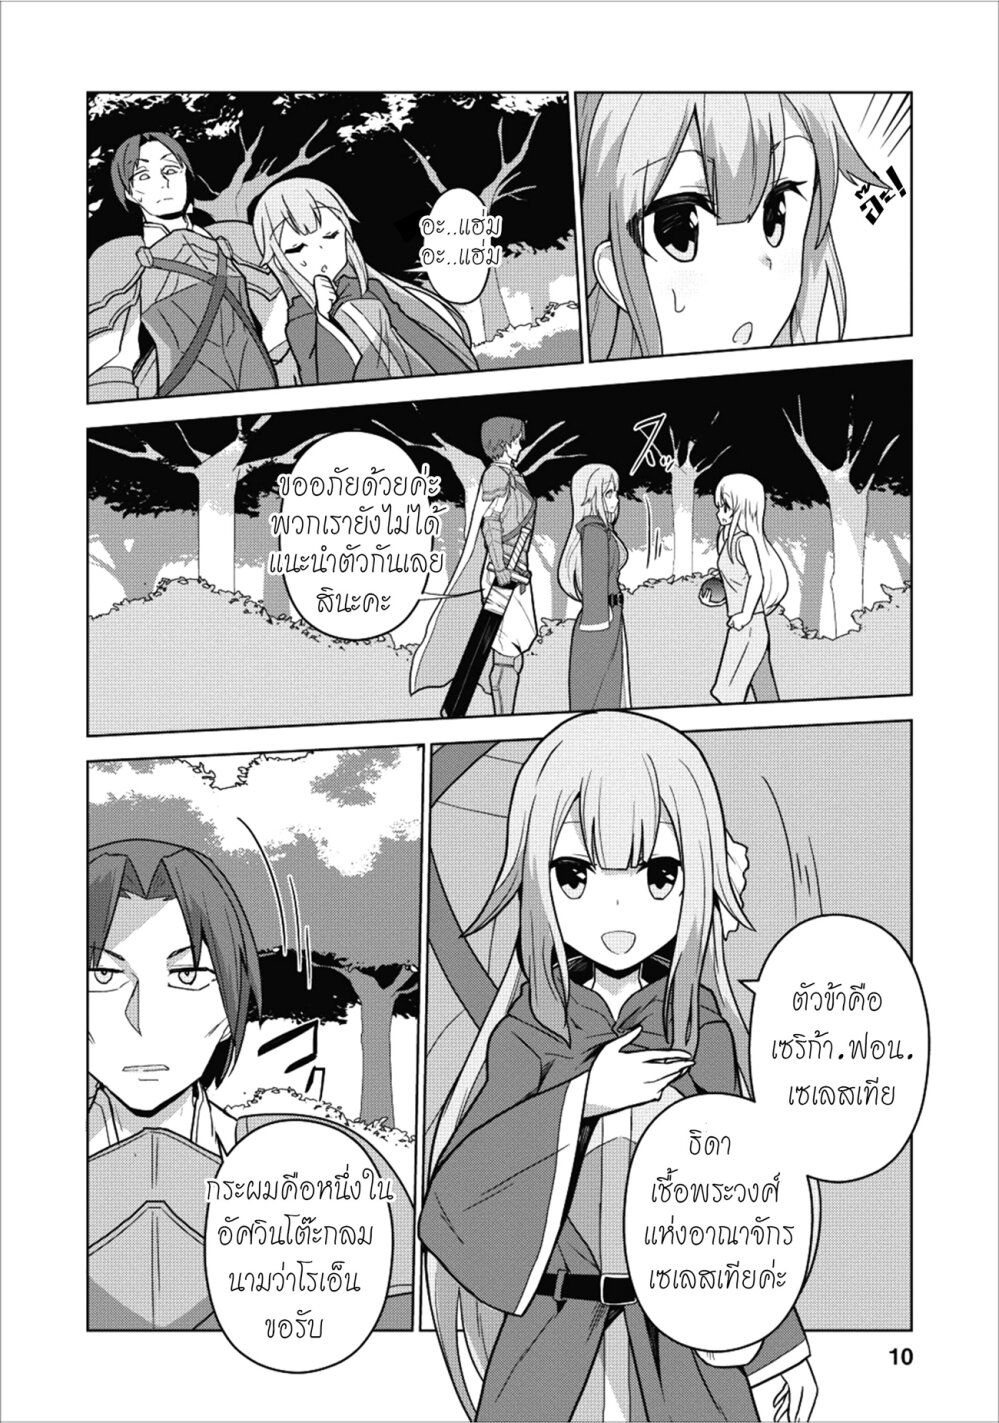 อ๊ะ!
อะ..แฮ่ม
อะ..แฮ่ม
スッ
ขออภัยด้วยค่ะ
พวกเรายังไม่ได้
แนะนำตัวกันเลย
สินะคะ
ตัวข้าคือ
เซริก้า.ฟอน.
เซเลสเทีย
ธิดา
เชื้อพระวงศ์
แห่งอาณาจักร
เซเลสเทียค่ะ
กระผมคือหนึ่งใน
อัศวินโต๊ะกลม
นามว่าโรเอ็น
ขอรับ
10